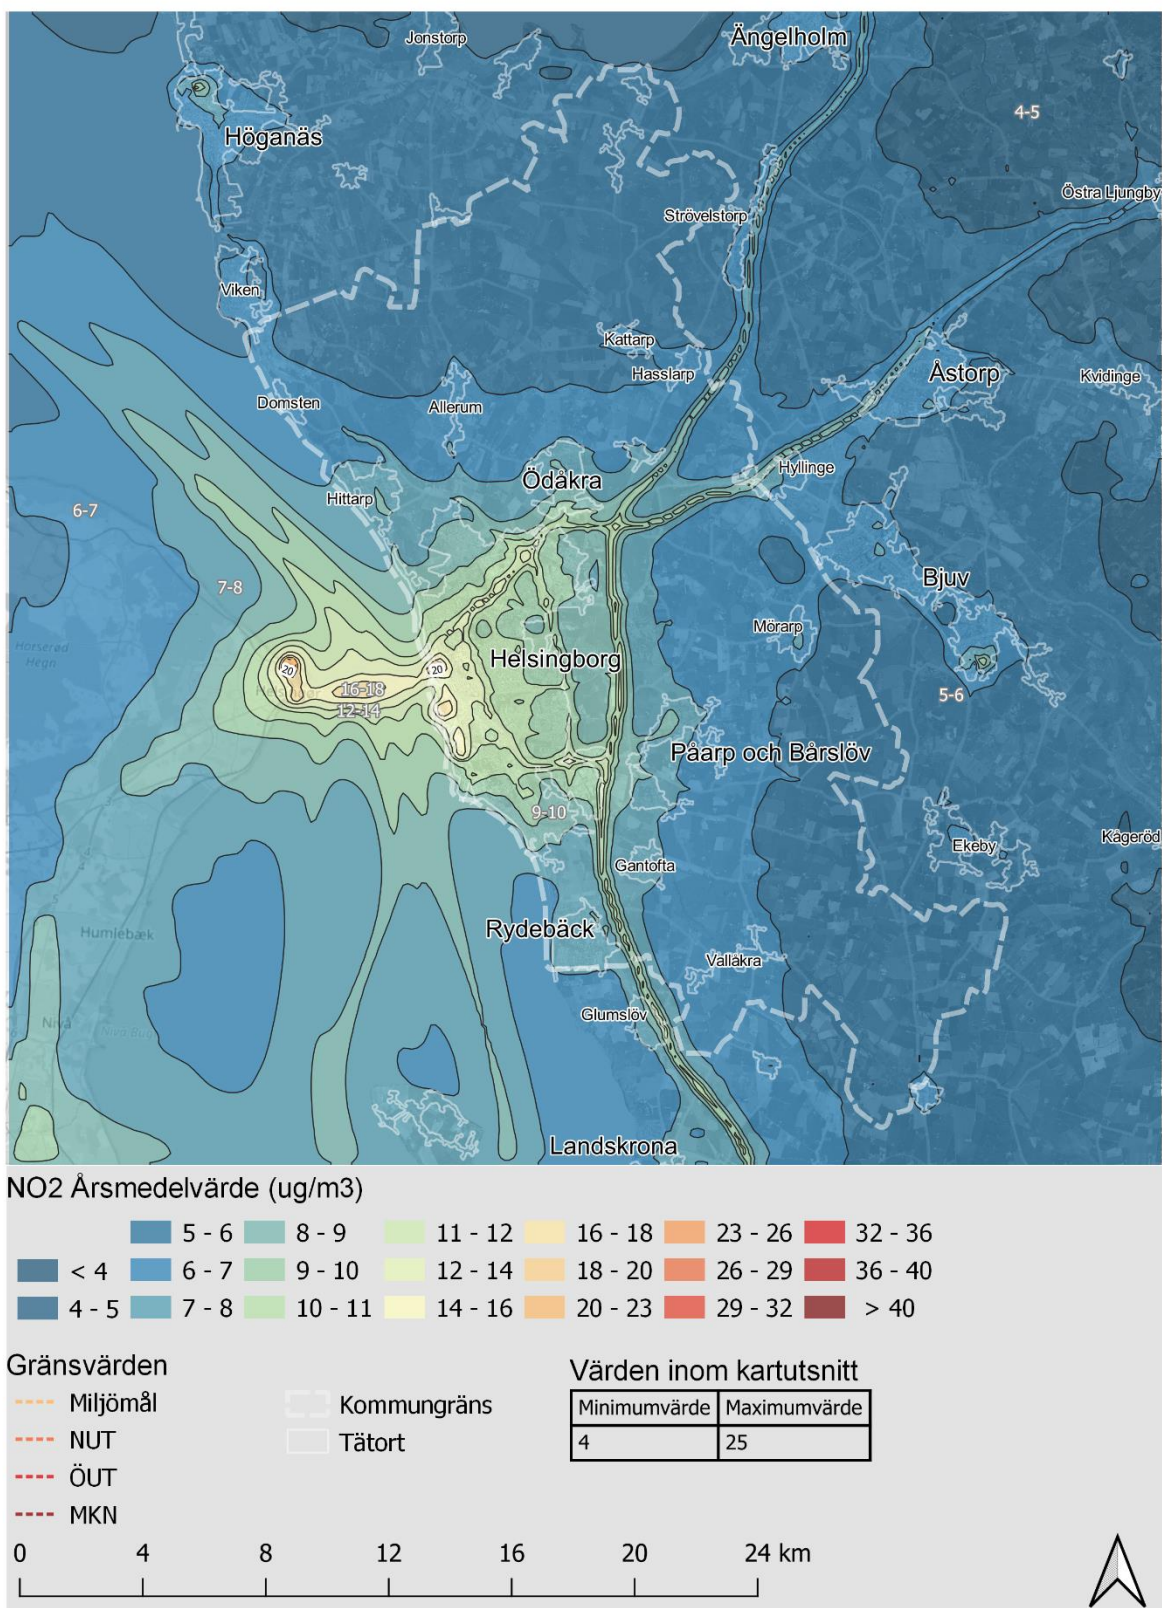 Jonstorp
Ängelholm
Höganäs
4-5
Östra Ljungby
Strövelstorp
Viken
Kattarp
Hasslarp
Åstorp
Kvidinge
Domsten
Allerum
Ödåkra
Hyllinge
Hittarp
6-7
7-8
Bjuv
Mörarp
Horserød
Hegn
Helsingborg
20
20
16-18
12-14
5-6
Påarp och Bårslöv
9-10
Gantofta
Ekeby
Kågeröd
Humlebæk
Rydebäck
Vallåkra
Nivå
Glumslöv
Landskrona
NO2 Årsmedelvärde (ug/m3)
5 - 6 8 - 9 11 - 12 16 - 18 23 - 26 32 - 36
< 4 6 - 7 9 - 10 12 - 14 18 - 20 26 - 29 36 - 40
4 - 5 7 - 8 10 - 11 14 - 16 20 - 23 29 - 32 > 40
Gränsvärden
Miljömål
NUT
ÖUT
MKN
Kommungräns
Tätort
Värden inom kartutsnitt
Minimumvärde Maximumvärde
4 25
0 4 8 12 16 20 24 km